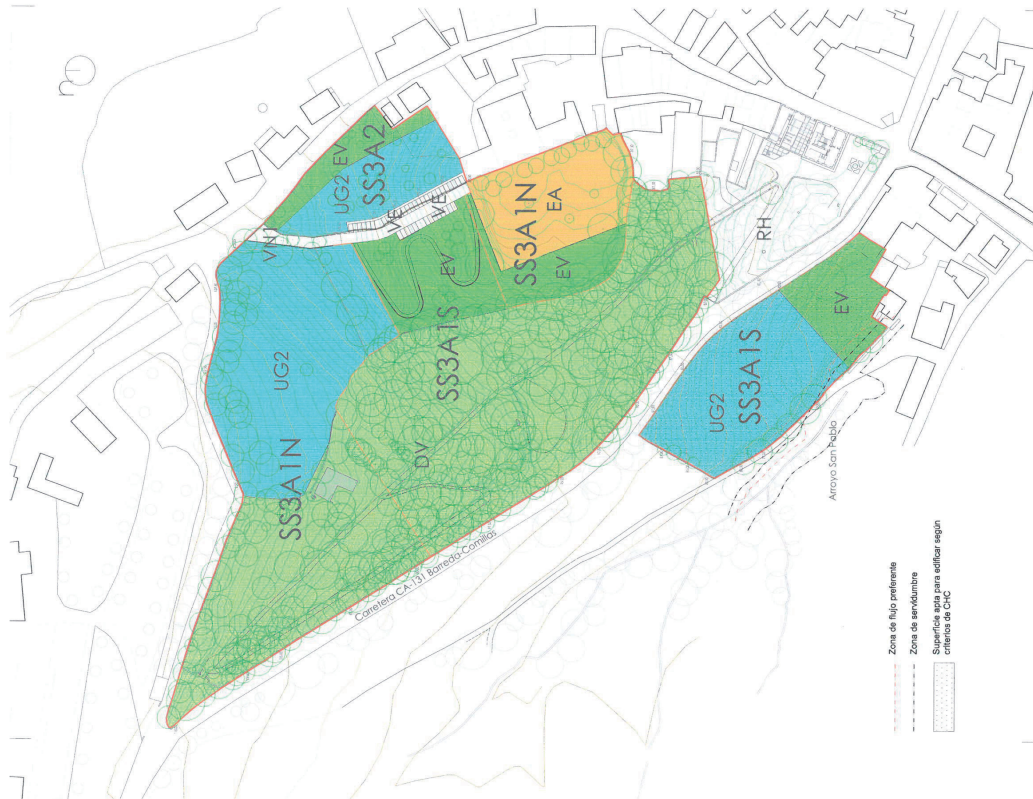 n
UG2
EV
SS3A2
VIN1
VE
VE
SS3A1N
EA
EV
EV
UG2
SS3A1S
SS3A1N
DV
RH
EV
UG2
SS3A1S
Carretera CA-131 Barreda-Comillas
Arroyo San Pablo
Zona de flujo preferente
Zona de servidumbre
Superficie apta para edificar según
criterios de CHC